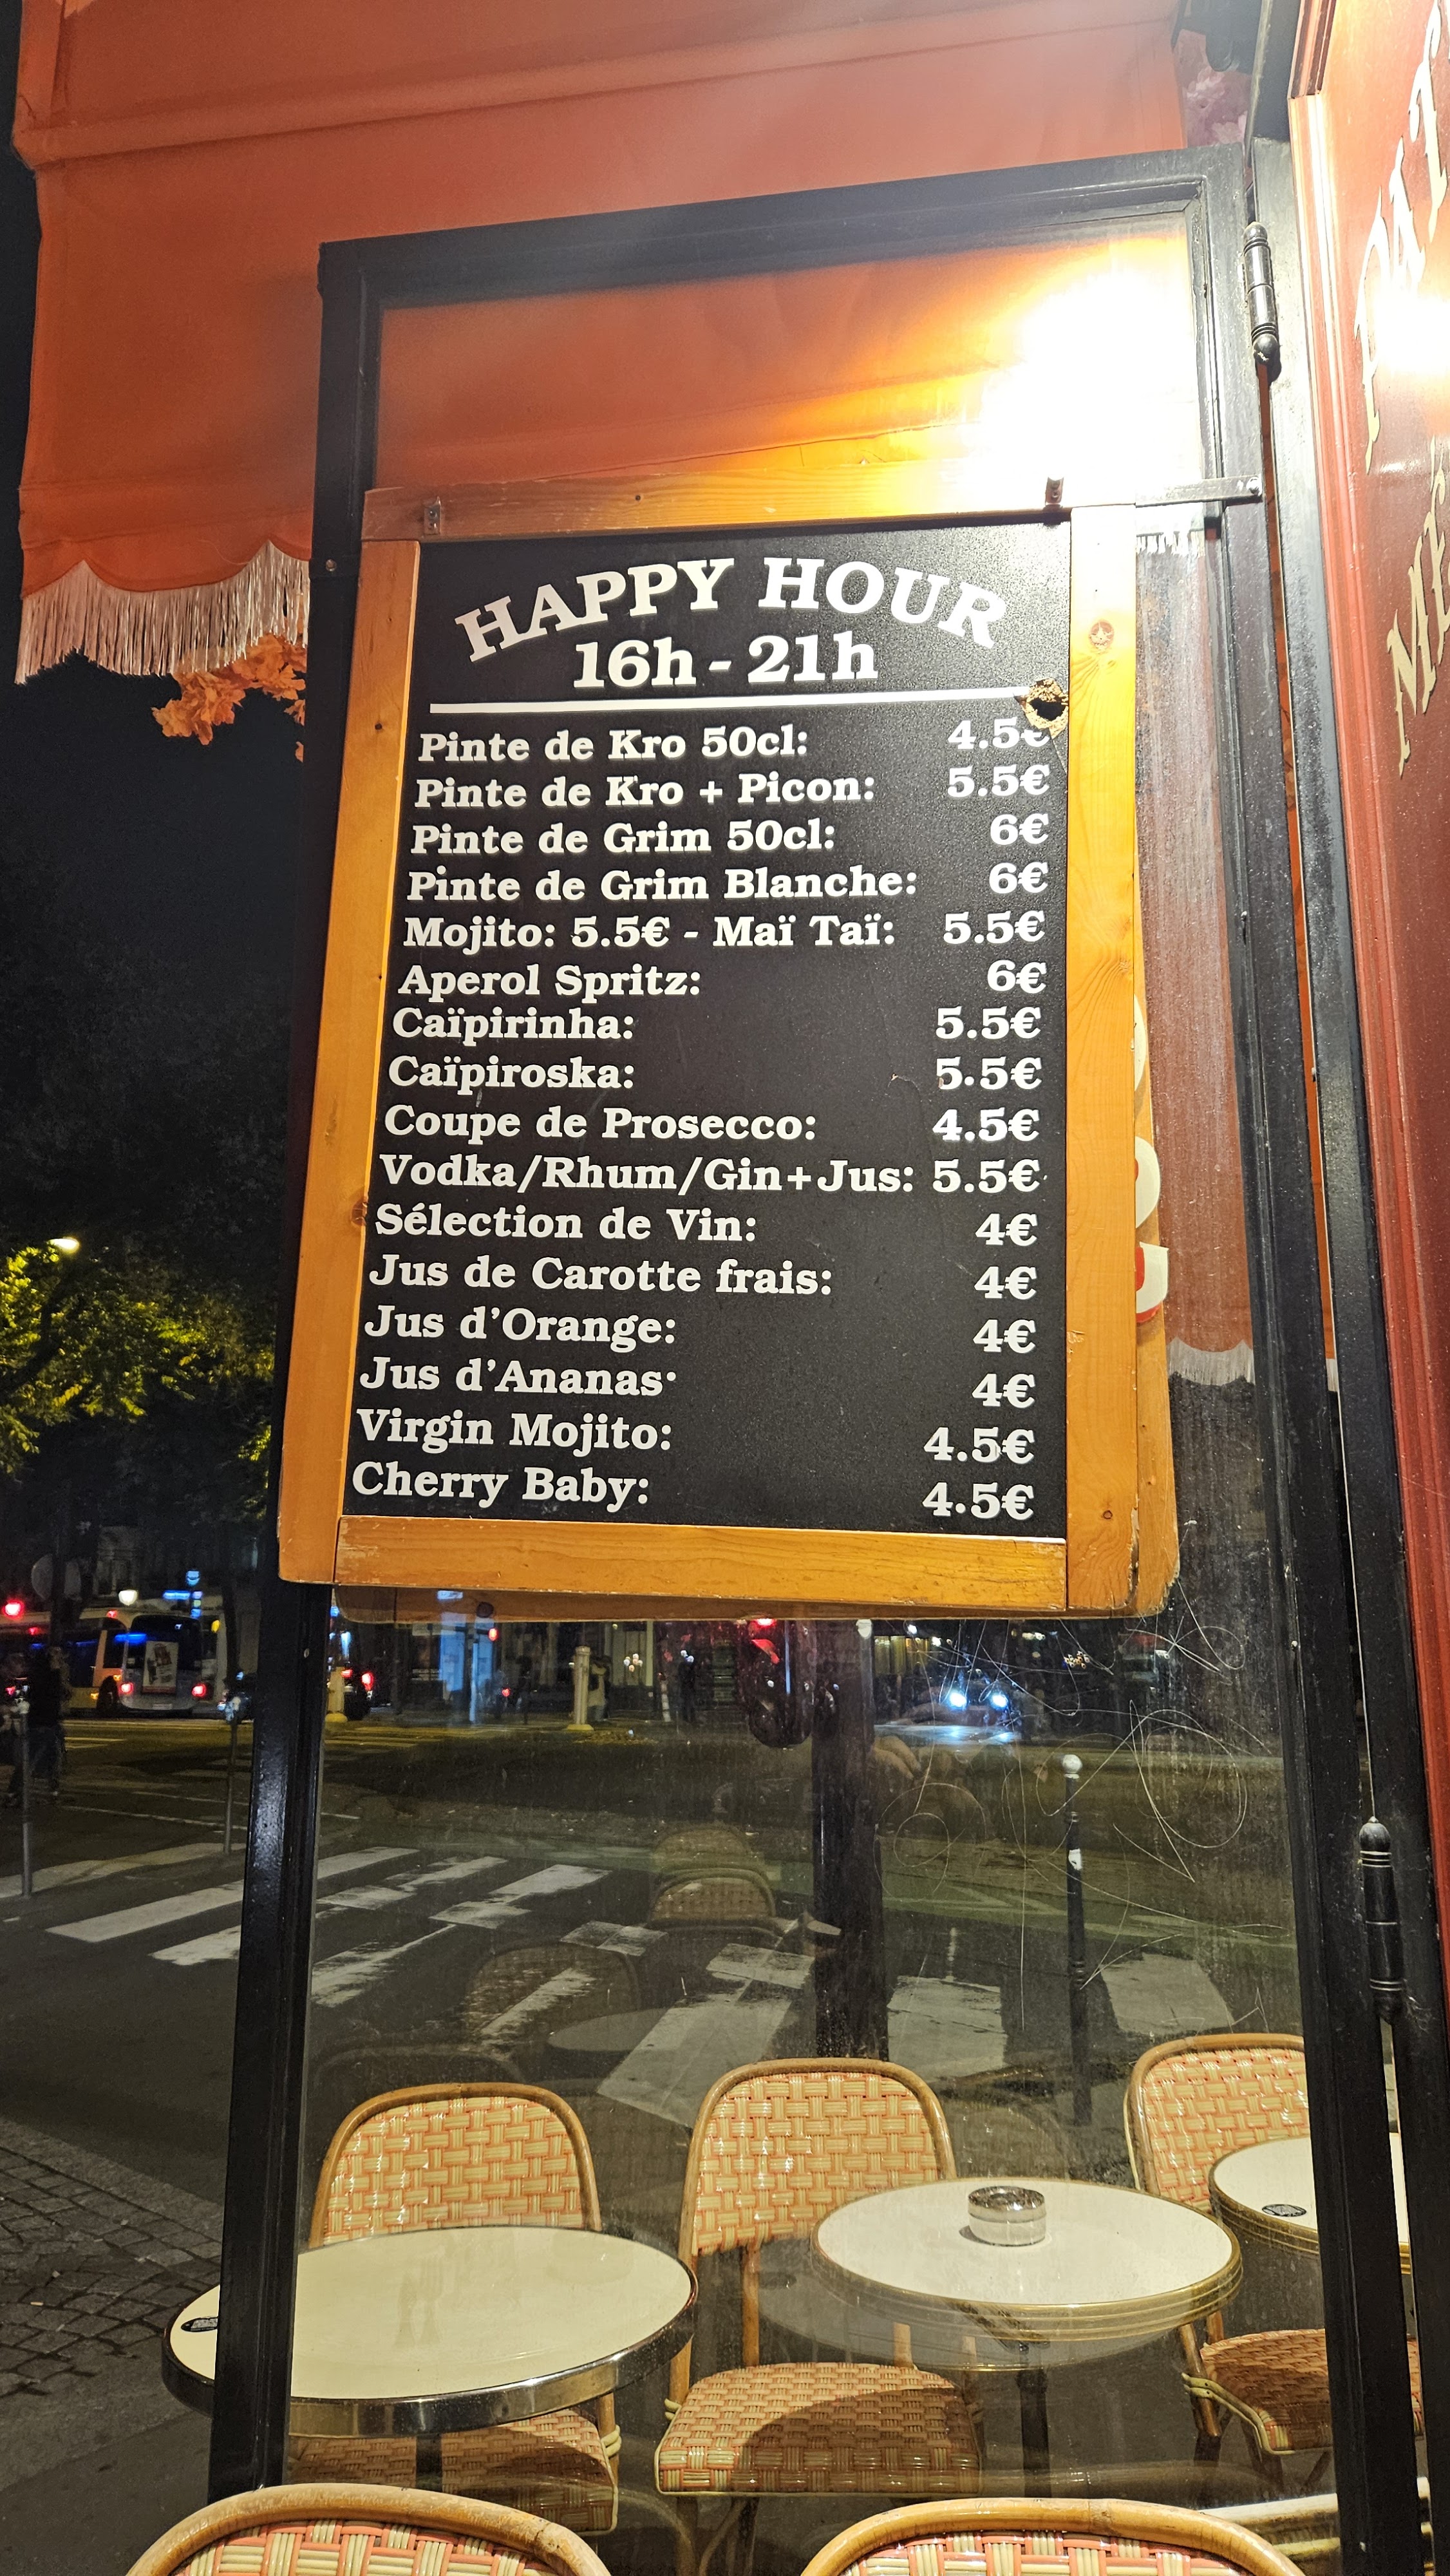 HAPPY HOUR
16h - 21h
Pinte de Kro 50cl: 4.5€
Pinte de Kro + Picon: 5.5€
Pinte de Grim 50cl: 6€
Pinte de Grim Blanche: 6€
Mojito: 5.5€ - Maï Taï: 5.5€
Aperol Spritz: 6€
Caïpirinha: 5.5€
Caïpiroska: 5.5€
Coupe de Prosecco: 4.5€
Vodka/Rhum/Gin+Jus: 5.5€
Sélection de Vin: 4€
Jus de Carotte frais: 4€
Jus d'Orange: 4€
Jus d'Ananas· 4€
Virgin Mojito: 4.5€
Cherry Baby: 4.5€